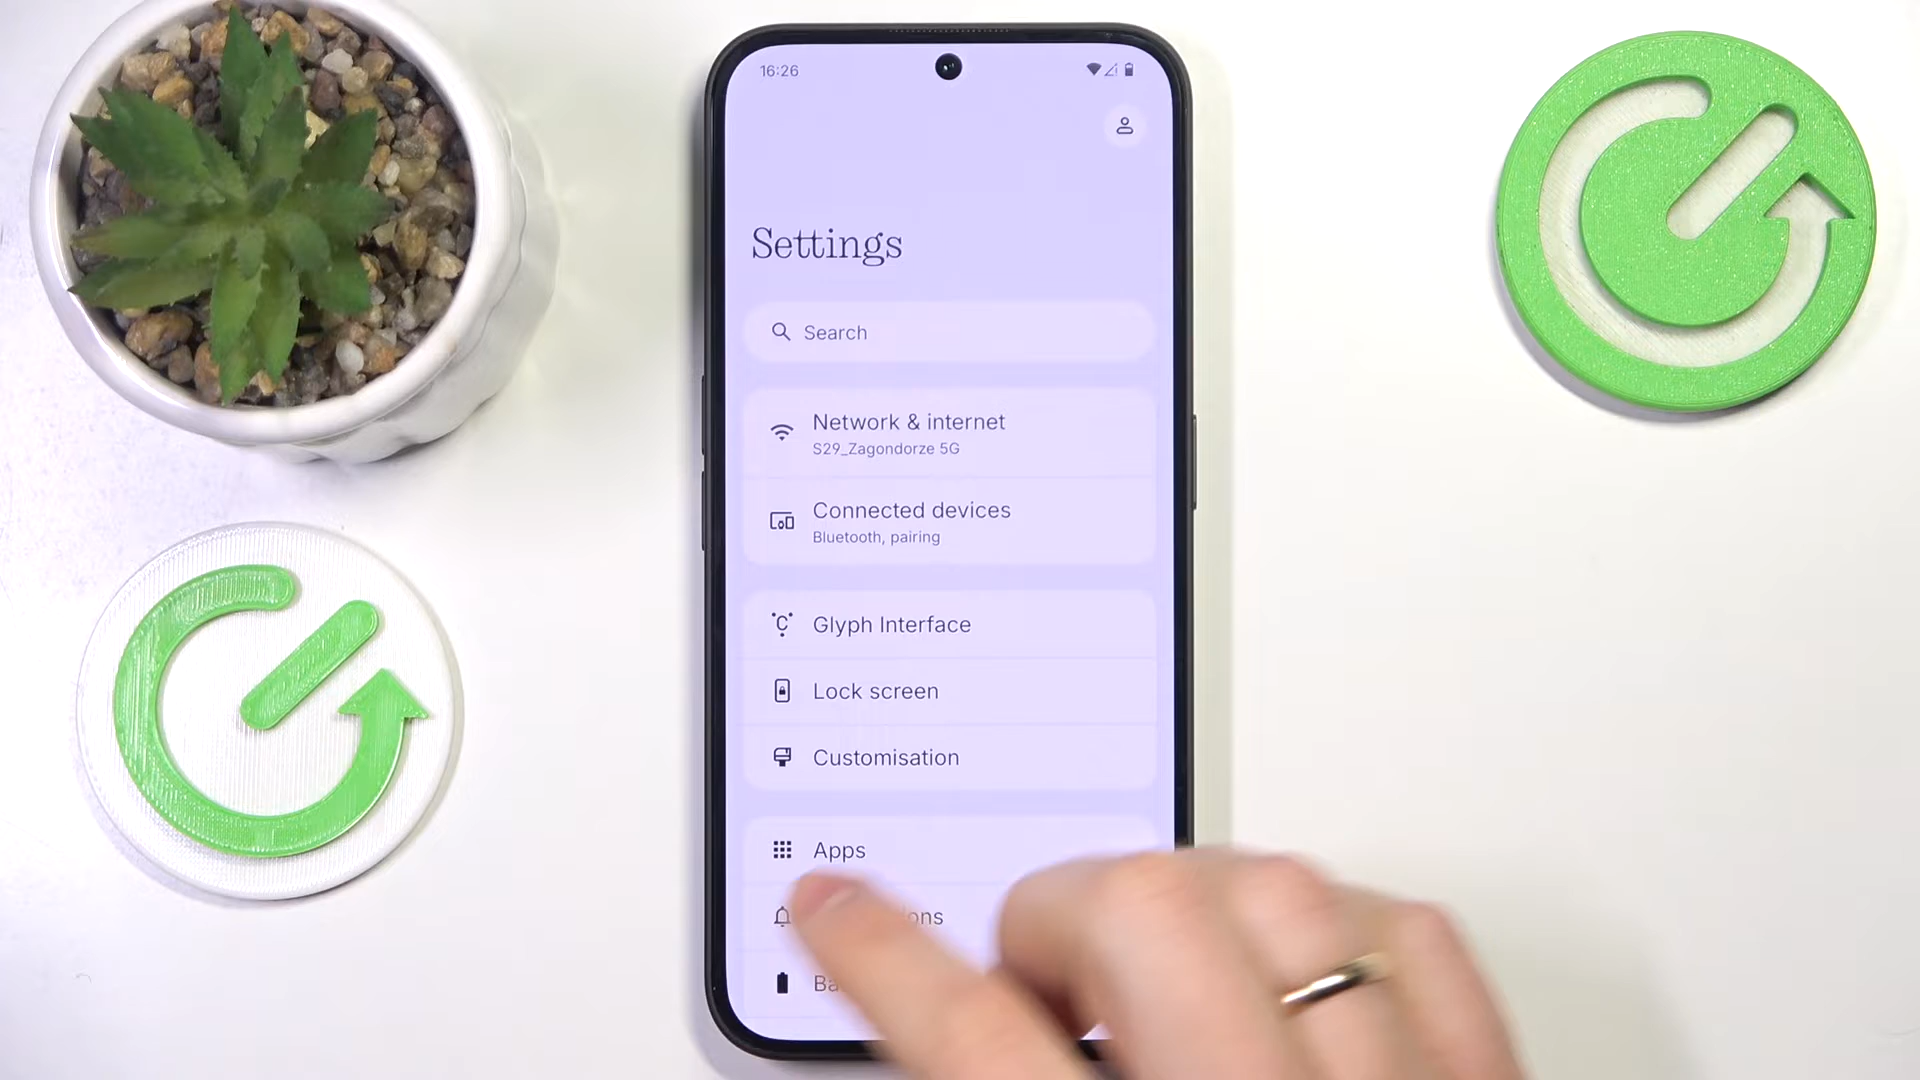 16:26
Settings
Search
Network & internet
S29_Zagondorze 5G
Connected devices
Bluetooth, pairing
Glyph Interface
Lock screen
Customisation
Apps